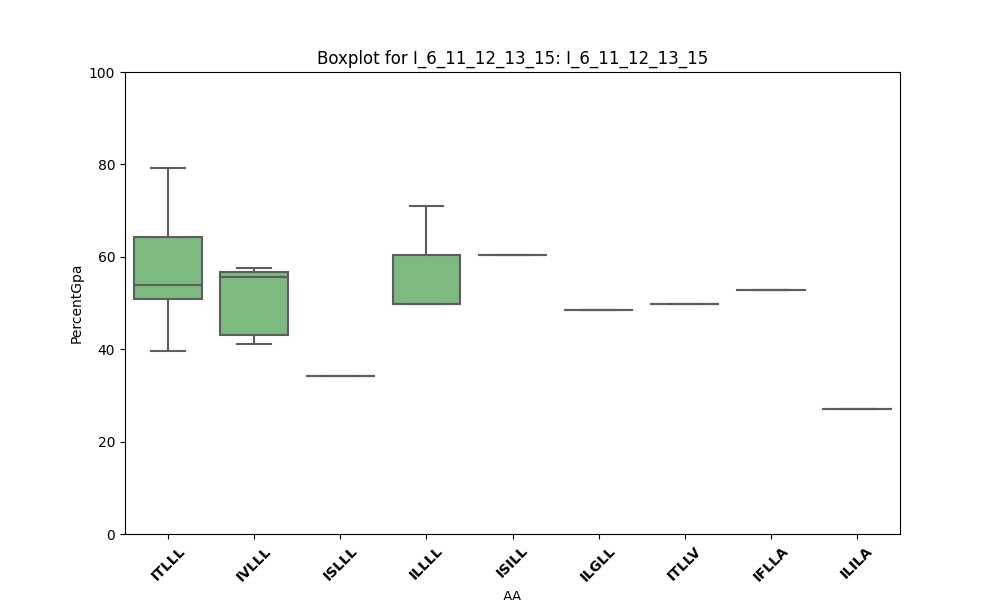 Boxplot for I_6_11_12_13_15: I_6_11_12_13_15
100
80
60
40
20
0
PercentGpa
ITLLL
IVLLL
ISLLL
ILLLL
ISILL
ILGLL
ITLLV
IFLLA
ILILA
AA